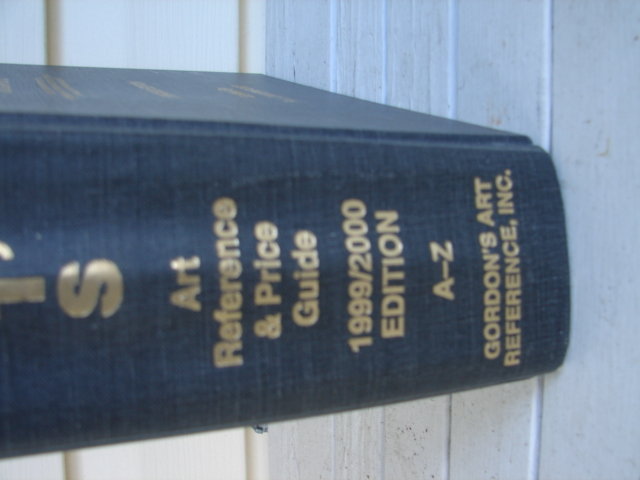 's
Art
Reference
& Price
Guide
1999/2000
EDITION
A-Z
GORDON'S ART
REFERENCE, INC.